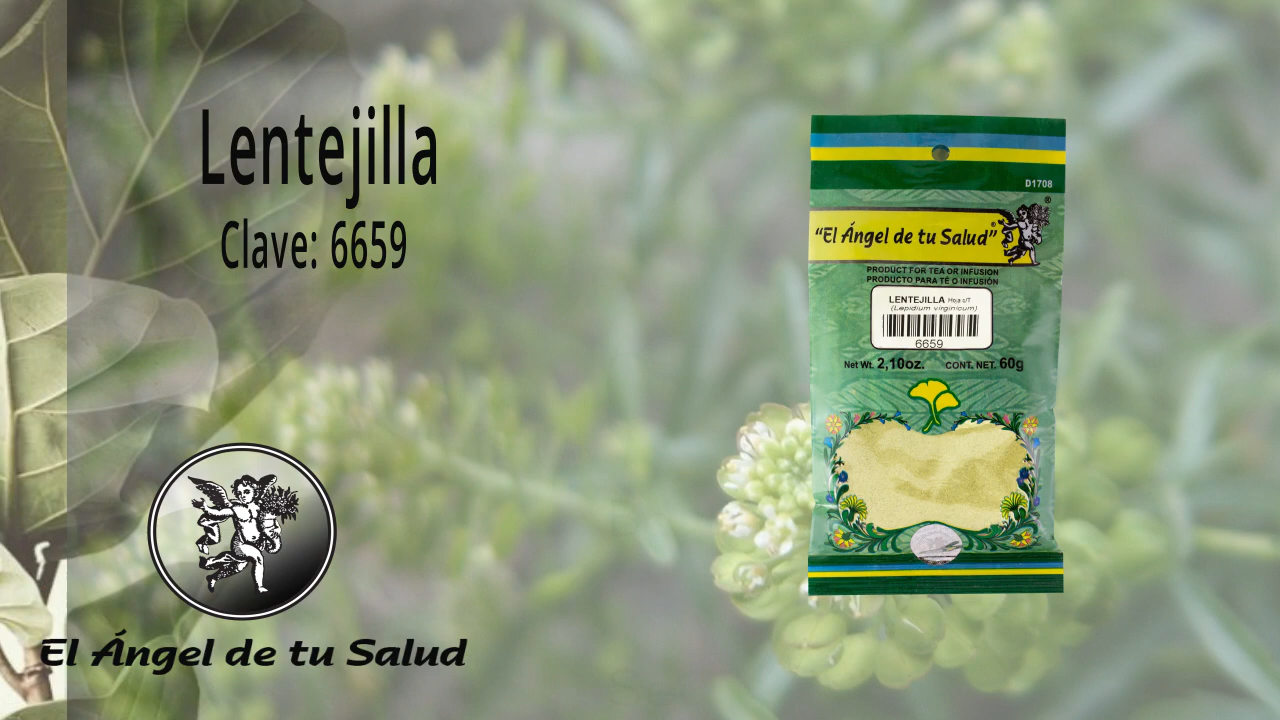 Lentejilla
Clave: 6659
El Ángel de tu Salud
D1708
®
“El Ángel de tu Salud”®
PRODUCT FOR TEA OR INFUSION
PRODUCTO PARA TÉ O INFUSIÓN
LENTEJILLA Hoja s/T
(Lepidium virginicum)
6659
Net Wt. 2,10oz. CONT. NET. 60g